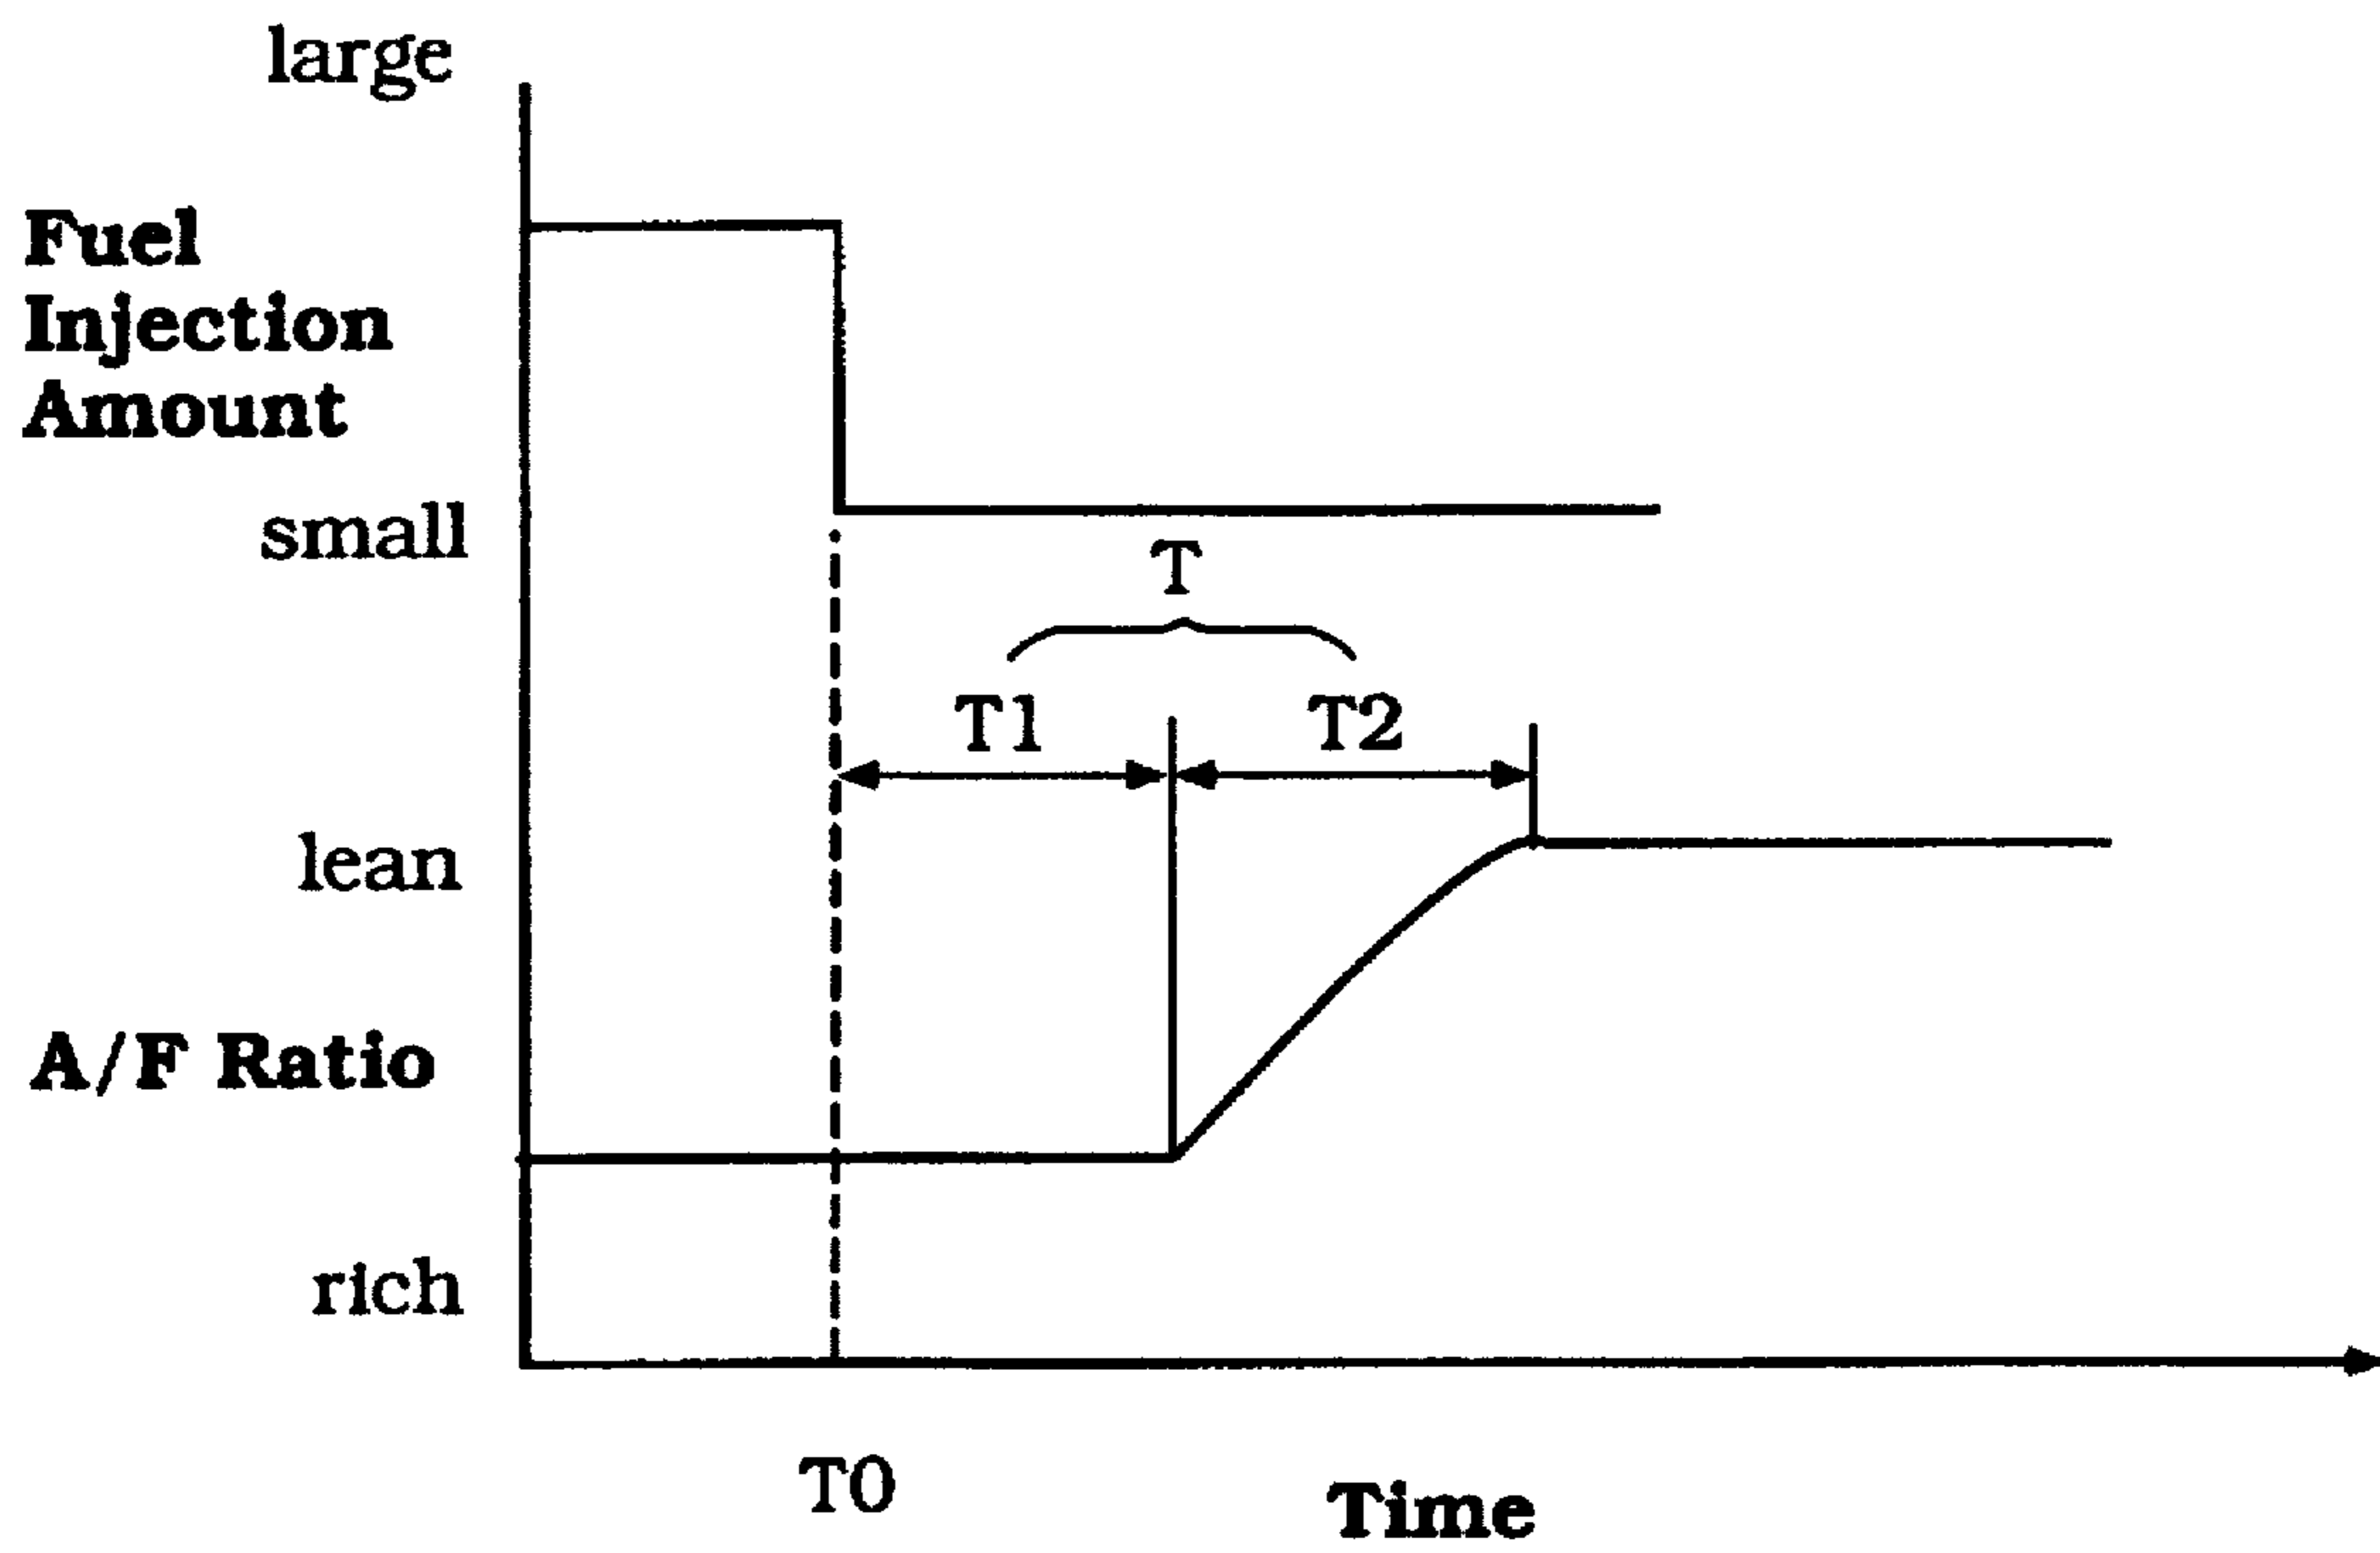 large
Fuel
Injection
Amount
small
T
T1
T2
lean
A/F Ratio
rich
T0
Time